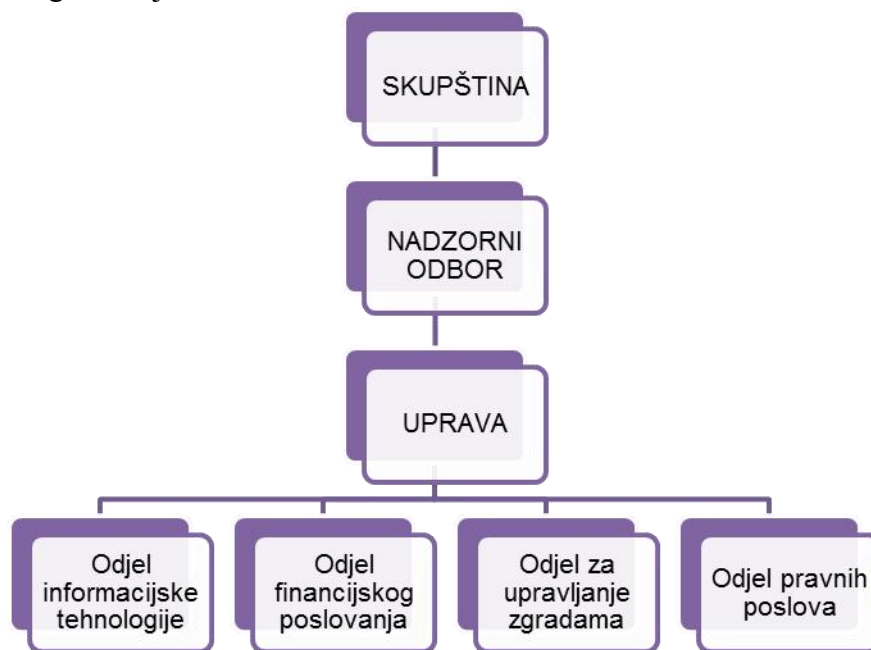 SKUPŠTINA
NADZORNI
ODBOR
UPRAVA
Odjel
informacijske
tehnologije
Odjel
financijskog
poslovanja
Odjel za
upravljanje
zgradama
Odjel pravnih
poslova